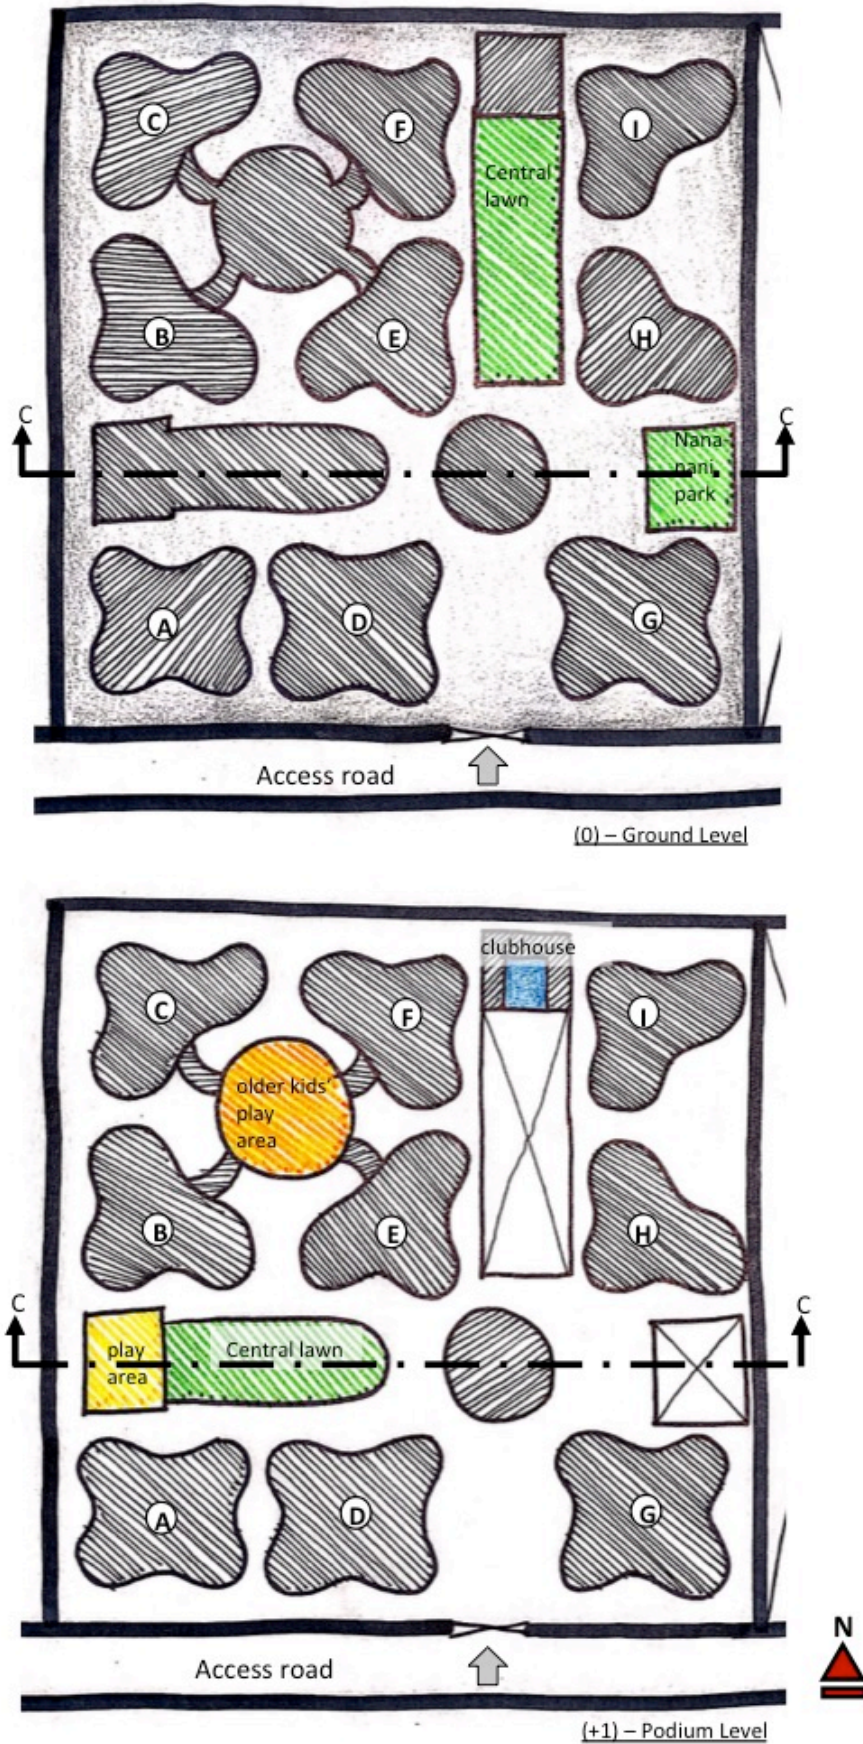 C
F
I
Central
lawn
B
E
H
C
C
Nana-
nani
park
A
D
G
Access road
(0) – Ground Level
clubhouse
C
F
I
older kids’
play
area
B
E
H
C
C
play
area
Central lawn
A
D
G
N
Access road
(+1) – Podium Level